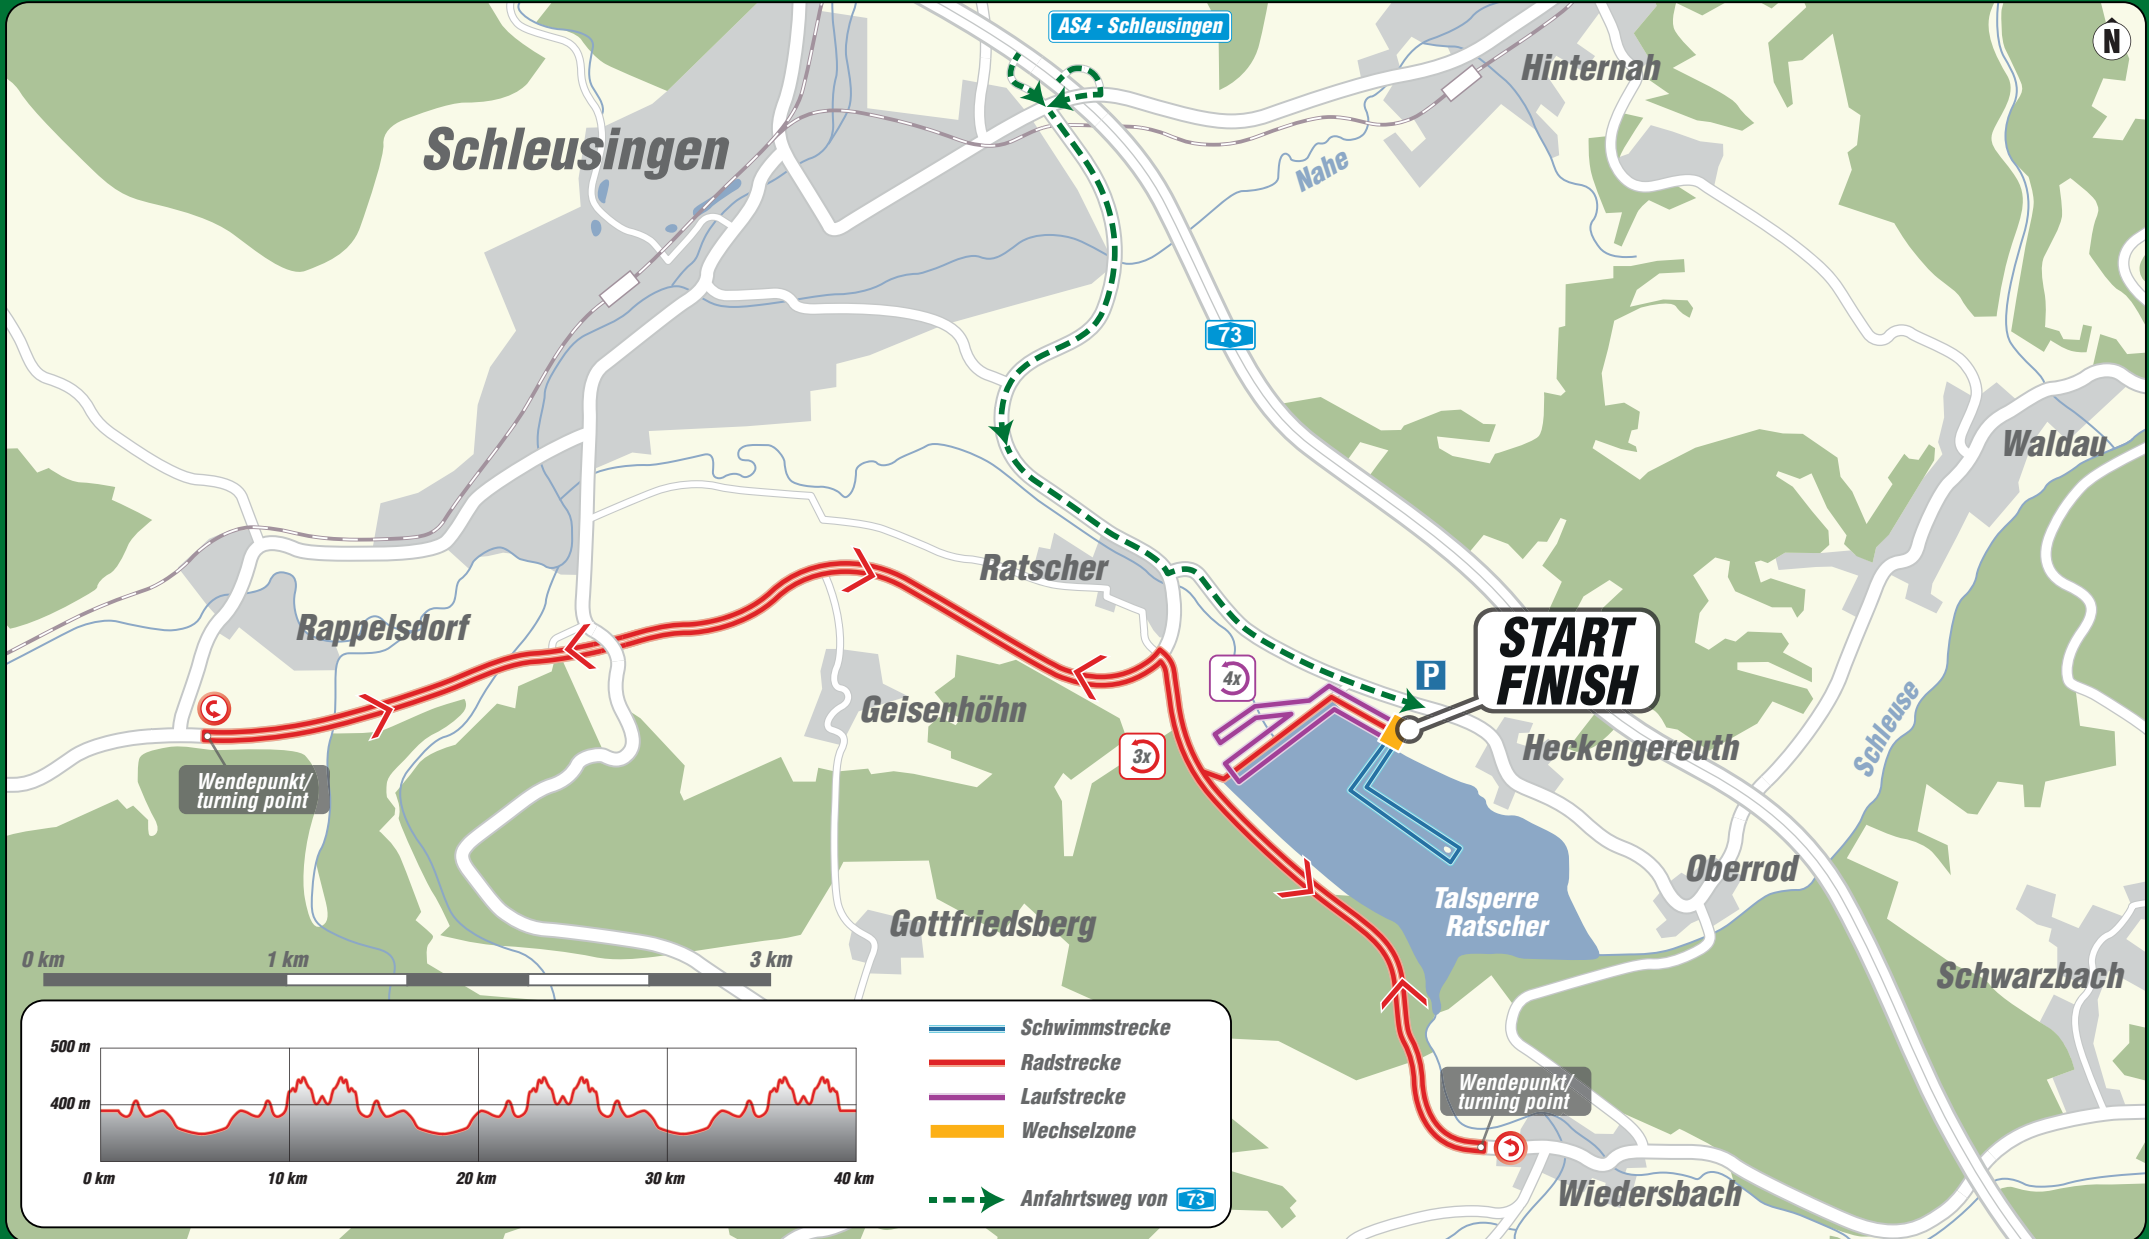 AS4 - Schleusingen
N
Hinternah
Schleusingen
Nahe
73
Waldau
Ratscher
Rappelsdorf
START
FINISH
P
4x
Geisenhöhn
Heckengereuth
Schleuse
3x
Wendepunkt/
turning point
Oberrod
Talsperre
Ratscher
Gottfriedsberg
Schwarzbach
0 km
1 km
3 km
Wendepunkt/
turning point
Wiedersbach
500 m
400 m
0 km
10 km
20 km
30 km
40 km
Schwimmstrecke
Radstrecke
Laufstrecke
Wechselzone
Anfahrtsweg von 73